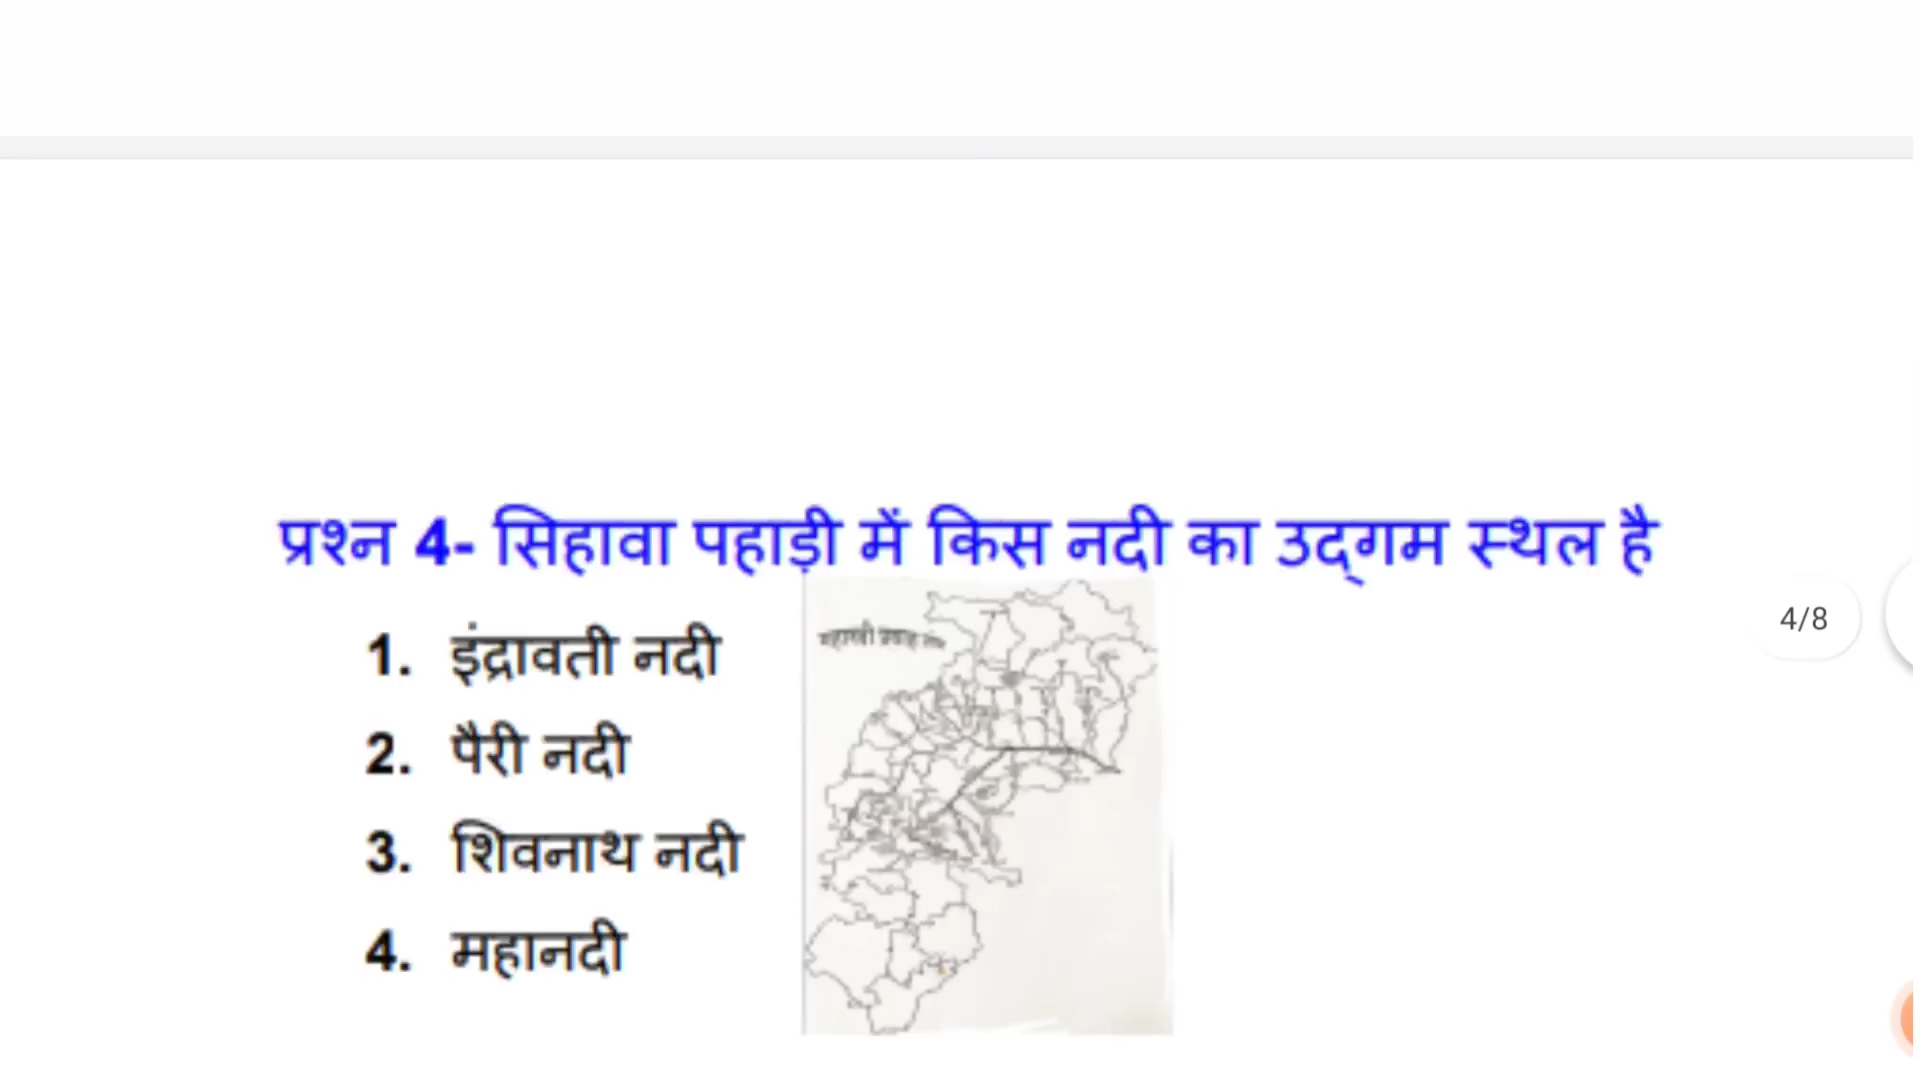 प्रश्न 4- सिहावा पहाड़ी में किस नदी का उद्गम स्थल है
1. इंद्रावती नदी
2. पैरी नदी
3. शिवनाथ नदी
4. महानदी
4/8